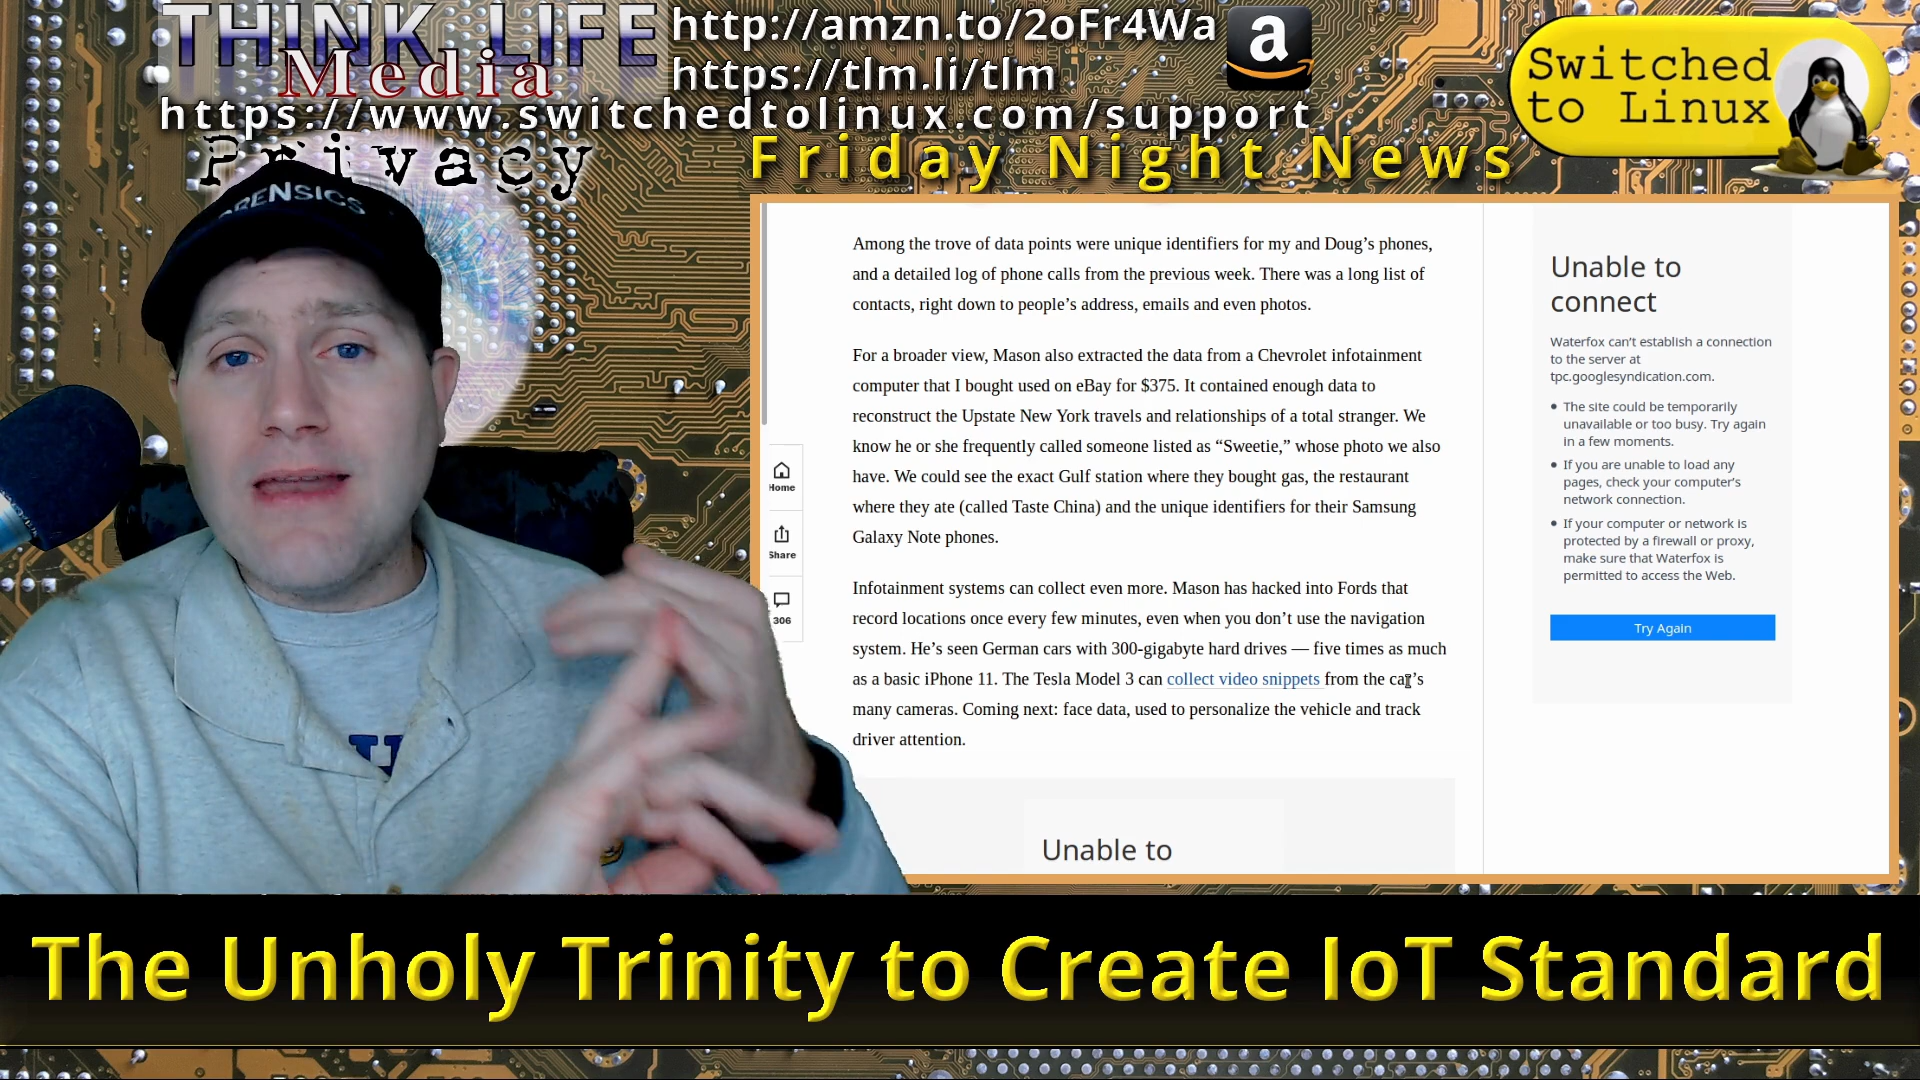 THINK LIFE
Media
http://amzn.to/2oFr4Wa
https://tlm.li/tlm
https://www.switchedtolinux.com/support
a
Switched
to Linux
Privacy
Friday Night News
FORENSICS
Among the trove of data points were unique identifiers for my and Doug’s phones,
and a detailed log of phone calls from the previous week. There was a long list of
contacts, right down to people’s address, emails and even photos.
For a broader view, Mason also extracted the data from a Chevrolet infotainment
computer that I bought used on eBay for $375. It contained enough data to
reconstruct the Upstate New York travels and relationships of a total stranger. We
know he or she frequently called someone listed as “Sweetie,” whose photo we also
have. We could see the exact Gulf station where they bought gas, the restaurant
where they ate (called Taste China) and the unique identifiers for their Samsung
Galaxy Note phones.
Infotainment systems can collect even more. Mason has hacked into Fords that
record locations once every few minutes, even when you don’t use the navigation
system. He’s seen German cars with 300-gigabyte hard drives — five times as much
as a basic iPhone 11. The Tesla Model 3 can collect video snippets from the car’s
many cameras. Coming next: face data, used to personalize the vehicle and track
driver attention.
Home
Share
306
Unable to
Unable to
connect
Waterfox can’t establish a connection
to the server at
tpc.googlesyndication.com.
• The site could be temporarily
unavailable or too busy. Try again
in a few moments.
• If you are unable to load any
pages, check your computer’s
network connection.
• If your computer or network is
protected by a firewall or proxy,
make sure that Waterfox is
permitted to access the Web.
Try Again
The Unholy Trinity to Create IoT Standard